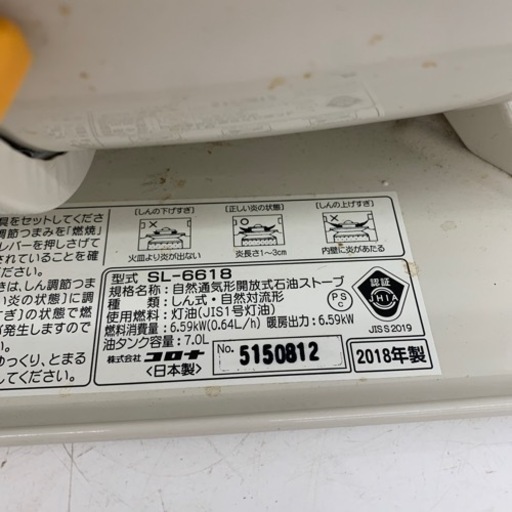 具をセットしてくださ
調節つまみを「燃焼」
レバーを押しさげて
されていることを確
きは、しん調節つま
い炎の状態]に調
すぎ]の状態で燃
が発生しますので
ゆっくり、とまる
してください。
[しんの下げすぎ]
火皿より炎が出ない
[正しい炎の状態]
炎長さ1〜3cm
[しんの上げすぎ]
内壁に炎があたる
型式 SL-6618
規格名称:自然通気形開放式石油ストーブ
種類:しん式・自然対流形
使用燃料:灯油(JIS1号灯油)
燃料消費量:6.59kW(0.64L/h) 暖房出力:6.59kW
油タンク容量:7.0L
株式会社 コロナ
<日本製>
No. 5150812
2018年製
PS
C
認証
JHIA
JIS S 2019